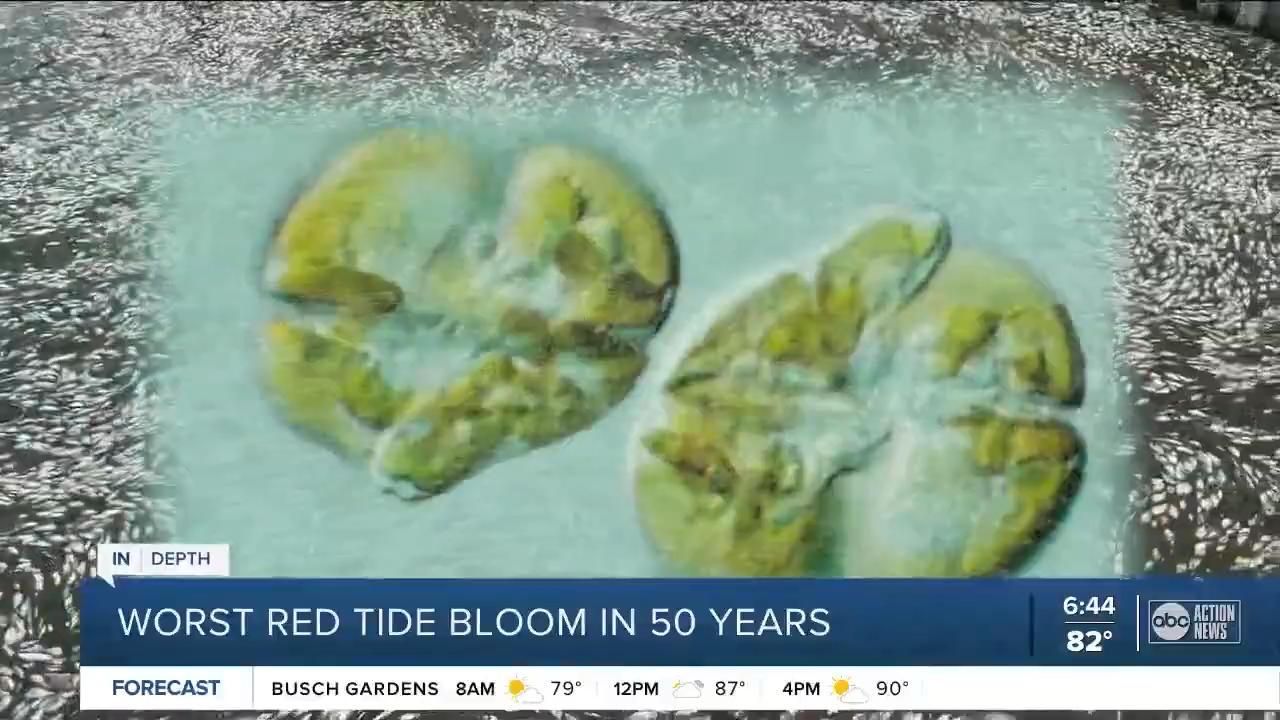 IN DEPTH
WORST RED TIDE BLOOM IN 50 YEARS
6:44
82°
abc ACTION NEWS
FORECAST BUSCH GARDENS 8AM 79° 12PM 87° 4PM 90°